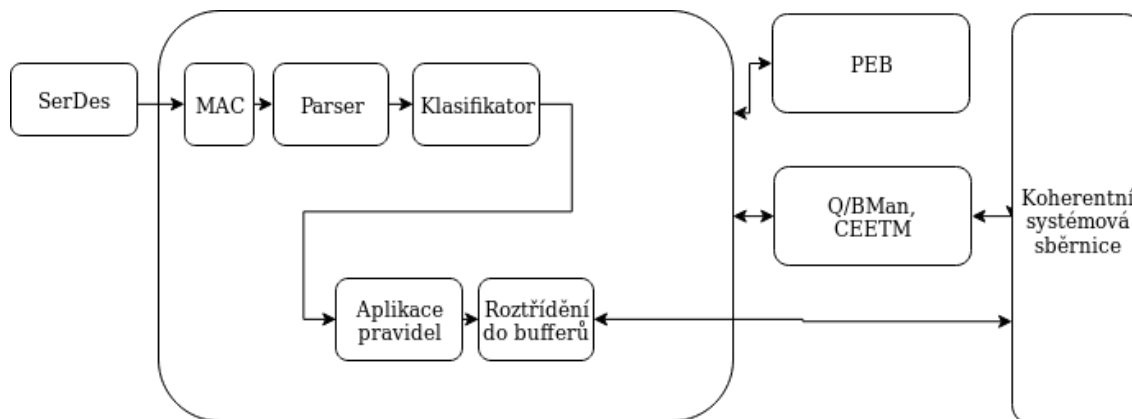 SerDes
MAC
Parser
Klasifikator
PEB
Q/BMan,
CEETM
Koherentní
systémová
sběrnice
Aplikace
pravidel
Roztřídění
do bufferů